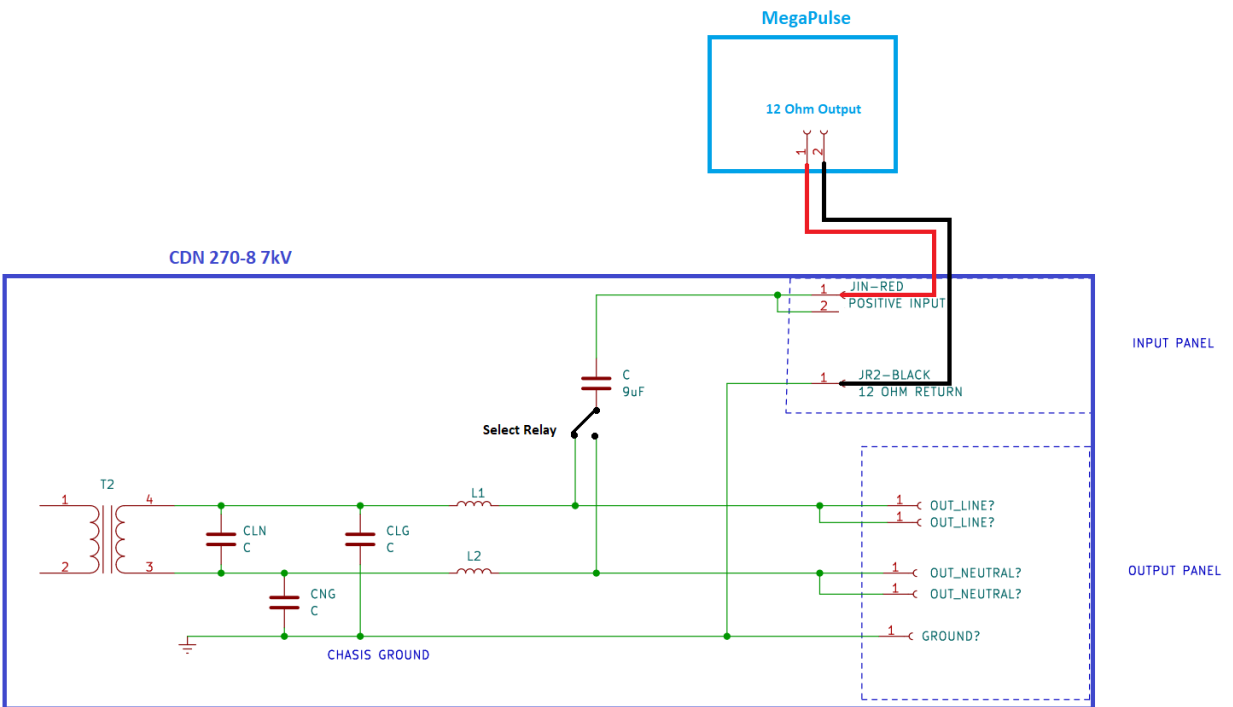 MegaPulse
12 Ohm Output
1 2
CDN 270-8 7kV
1 JIN-RED
2 POSITIVE INPUT
INPUT PANEL
C
9uF
1 JR2-BLACK
12 OHM RETURN
Select Relay
T2
1 4
L1
1 OUT_LINE?
1 OUT_LINE?
CLN
C
CLG
C
L2
2 3
1 OUT_NEUTRAL?
1 OUT_NEUTRAL?
OUTPUT PANEL
CNG
C
1 GROUND?
CHASIS GROUND